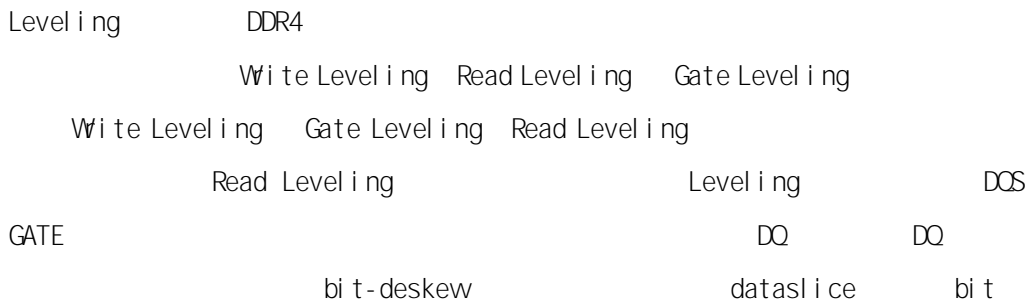 Leveling DDR4
Write Leveling Read Leveling Gate Leveling
Write Leveling Gate Leveling Read Leveling
Read Leveling Leveling DQS
GATE DQ DQ
bit-deskew dataslice bit